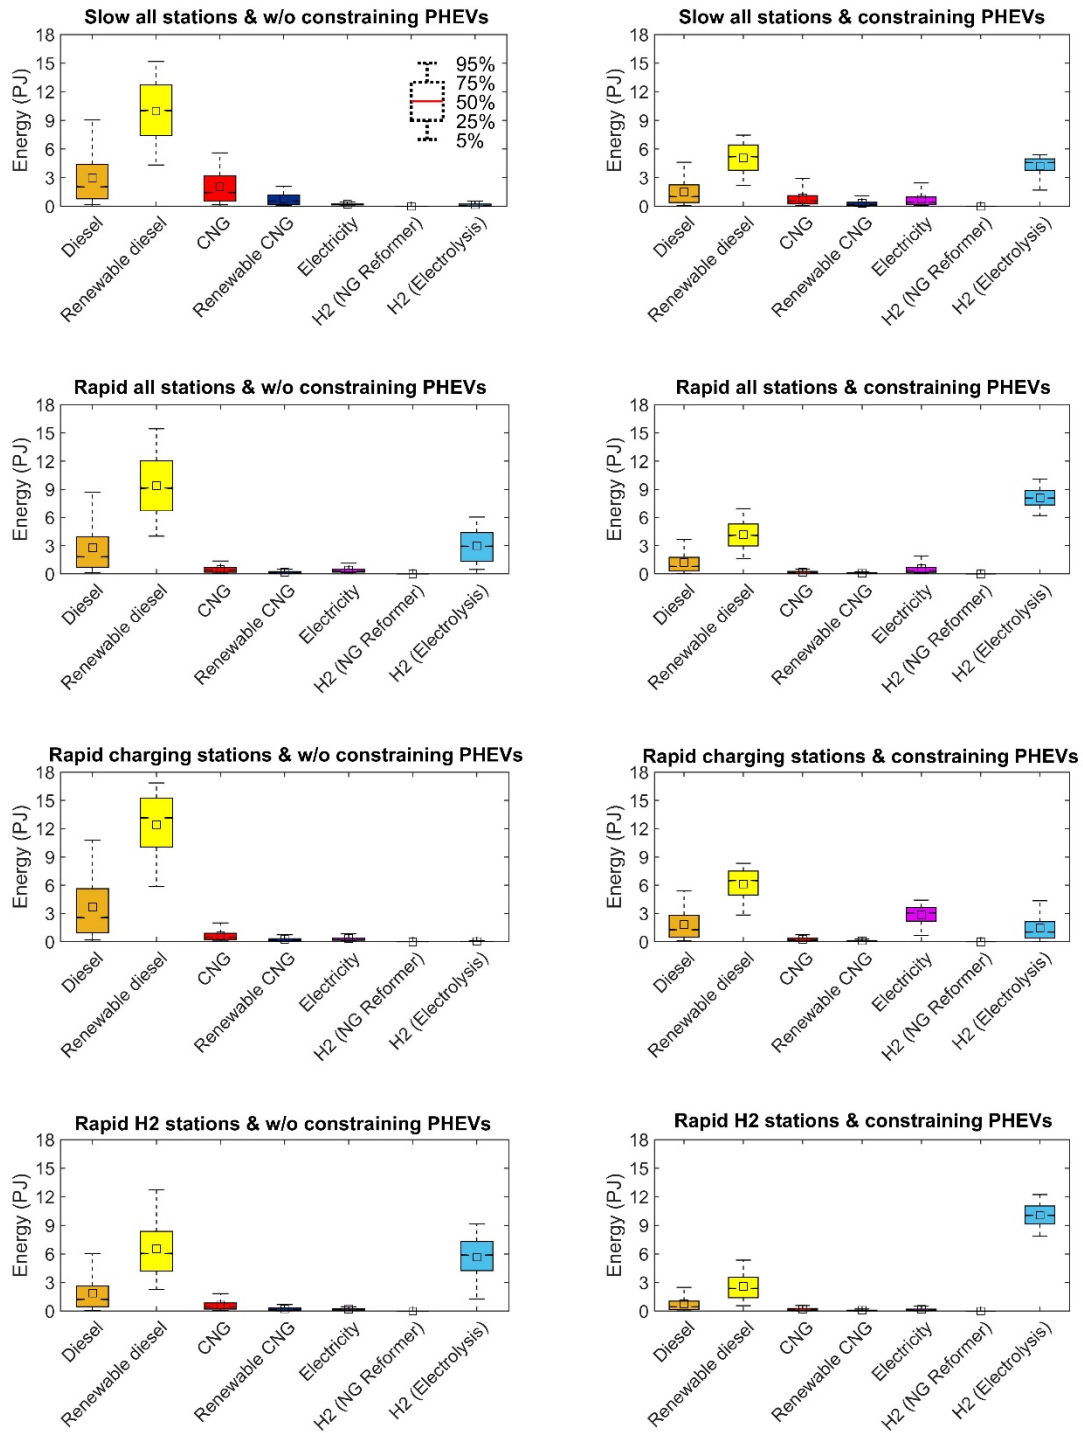 Slow all stations & w/o constraining PHEVs
18
15
12
9
6
3
0
Energy (PJ)
95%
75%
50%
25%
5%
Diesel
Renewable diesel
CNG
Renewable CNG
Electricity
H2 (NG Reformer)
H2 (Electrolysis)
Slow all stations & constraining PHEVs
18
15
12
9
6
3
0
Energy (PJ)
Diesel
Renewable diesel
CNG
Renewable CNG
Electricity
H2 (NG Reformer)
H2 (Electrolysis)
Rapid all stations & w/o constraining PHEVs
18
15
12
9
6
3
0
Energy (PJ)
Diesel
Renewable diesel
CNG
Renewable CNG
Electricity
H2 (NG Reformer)
H2 (Electrolysis)
Rapid all stations & constraining PHEVs
18
15
12
9
6
3
0
Energy (PJ)
Diesel
Renewable diesel
CNG
Renewable CNG
Electricity
H2 (NG Reformer)
H2 (Electrolysis)
Rapid charging stations & w/o constraining PHEVs
18
15
12
9
6
3
0
Energy (PJ)
Diesel
Renewable diesel
CNG
Renewable CNG
Electricity
H2 (NG Reformer)
H2 (Electrolysis)
Rapid charging stations & constraining PHEVs
18
15
12
9
6
3
0
Energy (PJ)
Diesel
Renewable diesel
CNG
Renewable CNG
Electricity
H2 (NG Reformer)
H2 (Electrolysis)
Rapid H2 stations & w/o constraining PHEVs
18
15
12
9
6
3
0
Energy (PJ)
Diesel
Renewable diesel
CNG
Renewable CNG
Electricity
H2 (NG Reformer)
H2 (Electrolysis)
Rapid H2 stations & constraining PHEVs
18
15
12
9
6
3
0
Energy (PJ)
Diesel
Renewable diesel
CNG
Renewable CNG
Electricity
H2 (NG Reformer)
H2 (Electrolysis)